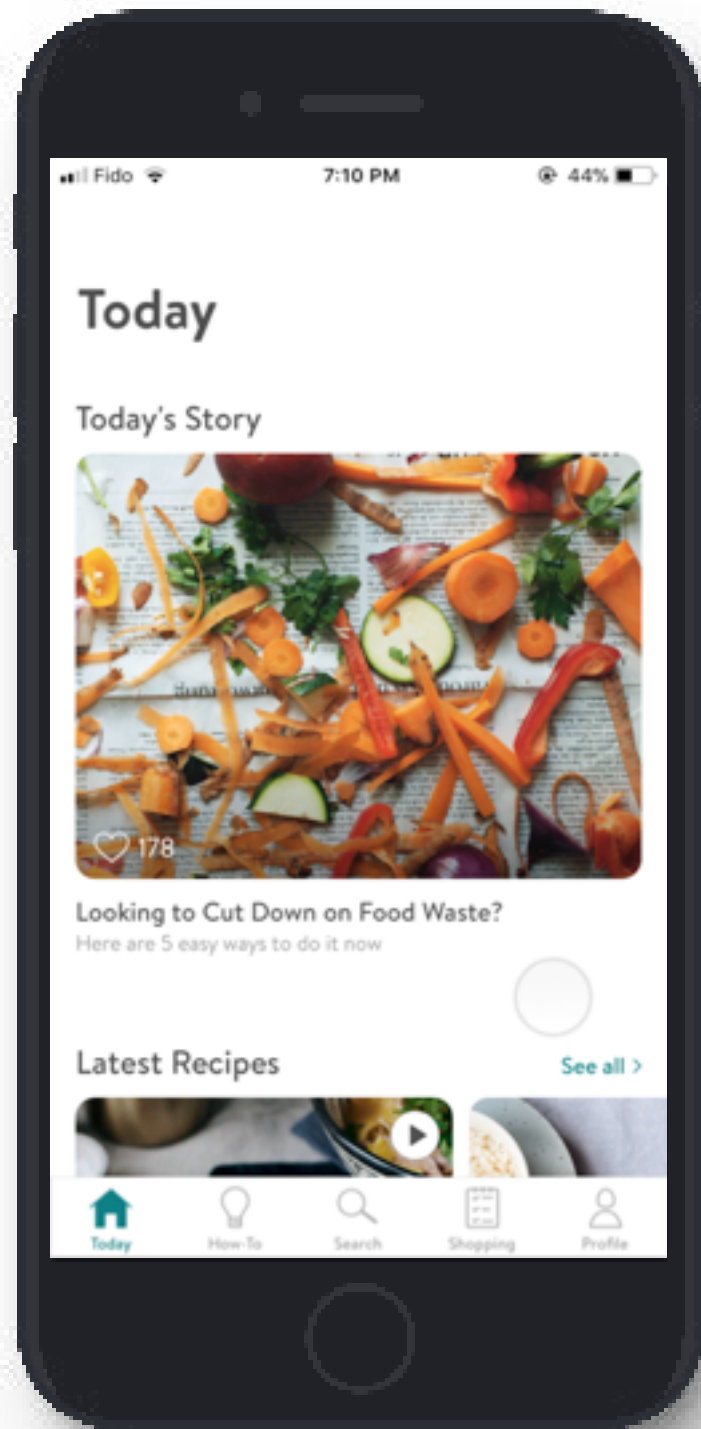 Fido
7:10 PM
44%
Today
Today's Story
178
Looking to Cut Down on Food Waste?
Here are 5 easy ways to do it now
Latest Recipes
See all >
Today
How-To
Search
Shopping
Profile